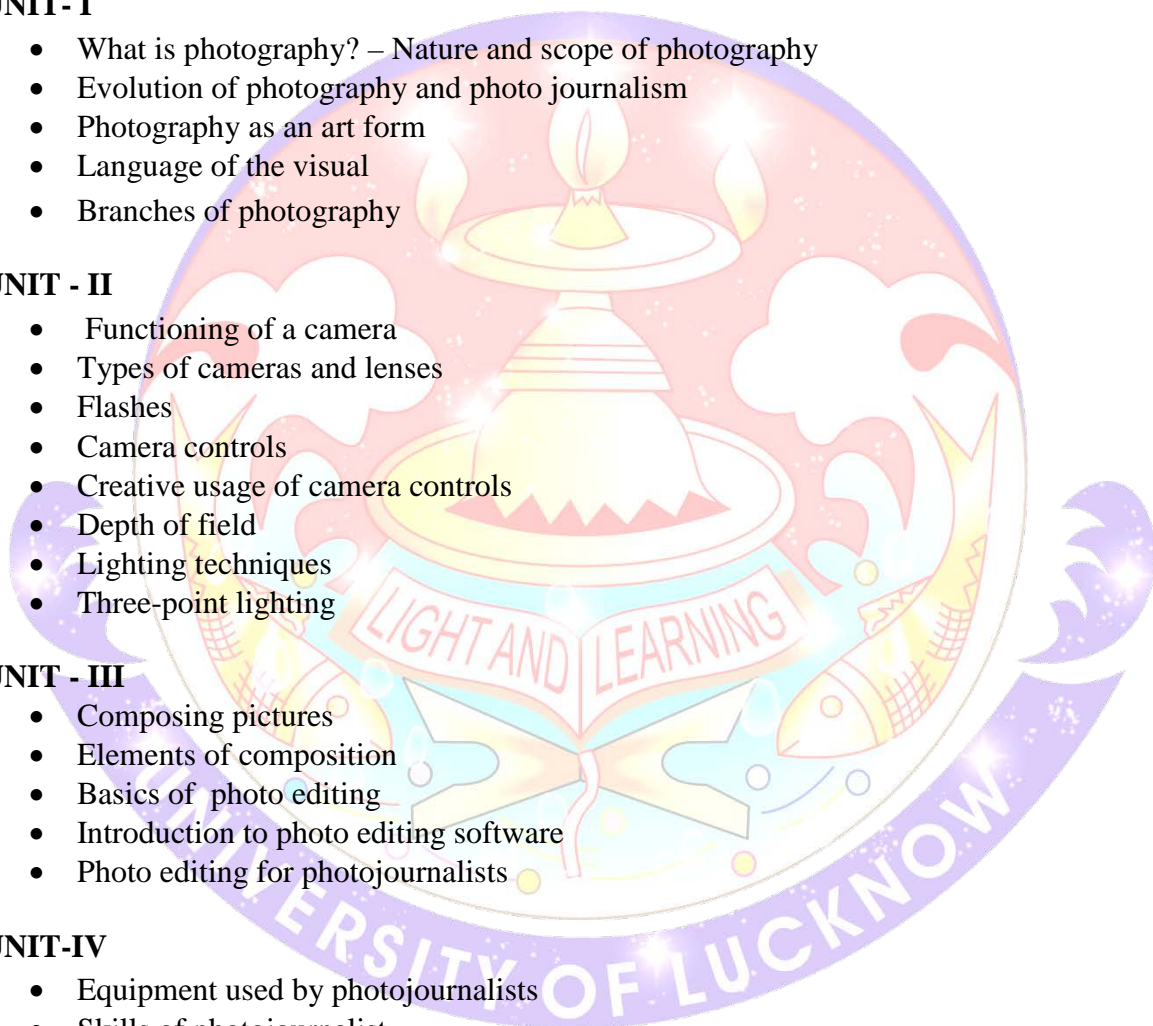 UNIT- I
• What is photography? – Nature and scope of photography
• Evolution of photography and photo journalism
• Photography as an art form
• Language of the visual
• Branches of photography
UNIT - II
• Functioning of a camera
• Types of cameras and lenses
• Flashes
• Camera controls
• Creative usage of camera controls
• Depth of field
• Lighting techniques
• Three-point lighting
LIGHT AND LEARNING
UNIT - III
• Composing pictures
• Elements of composition
• Basics of photo editing
• Introduction to photo editing software
• Photo editing for photojournalists
UNIT-IV
• Equipment used by photojournalists
• Skills of photojournalist
UNIVERSITY OF LUCKNOW